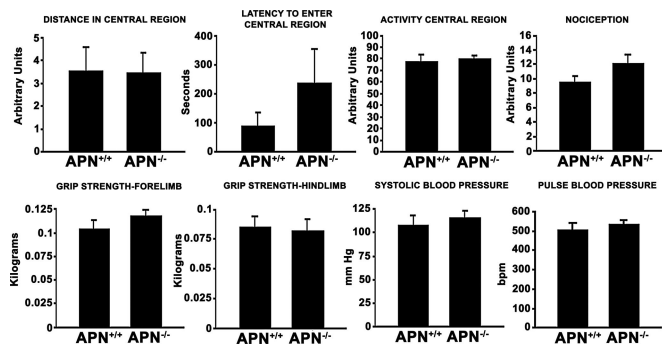 DISTANCE IN CENTRAL REGION
Arbitrary Units
5
4
3
2
1
0
APN+/+ APN-/-
LATENCY TO ENTER
CENTRAL REGION
Seconds
400
300
200
100
0
APN+/+ APN-/-
ACTIVITY CENTRAL REGION
Arbitrary Units
100
90
80
70
60
50
40
30
20
10
0
APN+/+ APN-/-
NOCICEPTION
Arbitrary Units
16
14
12
10
8
6
4
2
0
APN+/+ APN-/-
GRIP STRENGTH-FORELIMB
Kilograms
0.125
0.1
0.075
0.05
0.025
0
APN+/+ APN-/-
GRIP STRENGTH-HINDLIMB
Kilograms
0.1
0.075
0.05
0.025
0
APN+/+ APN-/-
SYSTOLIC BLOOD PRESSURE
mm Hg
125
100
75
50
25
0
APN+/+ APN-/-
PULSE BLOOD PRESSURE
bpm
600
500
400
300
200
100
0
APN+/+ APN-/-